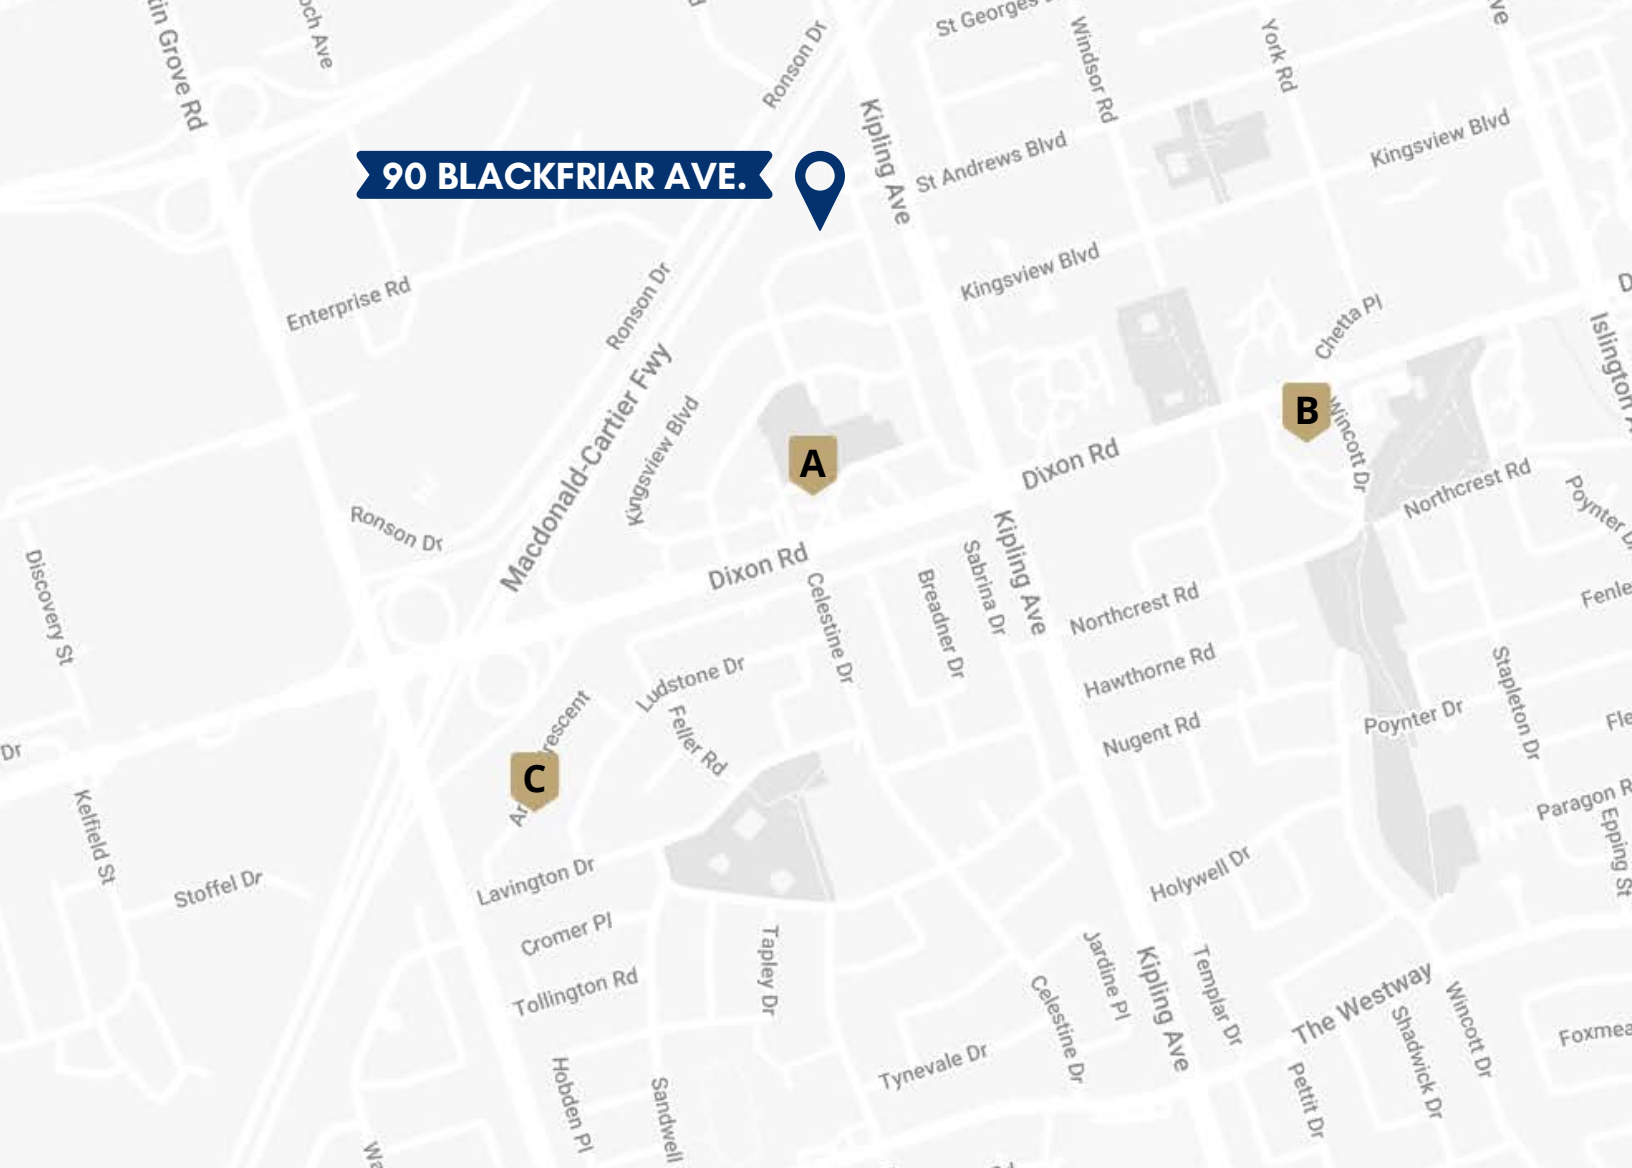 St Georges
Ronson Dr
Windsor Rd
York Rd
Kipling Ave
St Andrews Blvd
Kingsview Blvd
90 BLACKFRIAR AVE.
Kingsview Blvd
Enterprise Rd
Ronson Dr
Chetta Pl
Macdonald-Cartier Fwy
Kingsview Blvd
A
B
Wincott Dr
Dixon Rd
Northcrest Rd
Ronson Dr
Dixon Rd
Kipling Ave
Sabrina Dr
Breadner Dr
Celestine Dr
Discovery St
Northcrest Rd
Hawthorne Rd
Ludstone Dr
Feller Rd
Nugent Rd
Poynter Dr
Stapleton Dr
Dr
C
Kelfield St
Stoffel Dr
Lavington Dr
Holywell Dr
Epping St
Cromer Pl
Tollington Rd
Tapley Dr
Jardine Pl
Kipling Ave
Templar Dr
The Westway
Wincott Dr
Celestine Dr
Shadwick Dr
Tynevale Dr
Pettit Dr
Hobden Pl
Sandwell